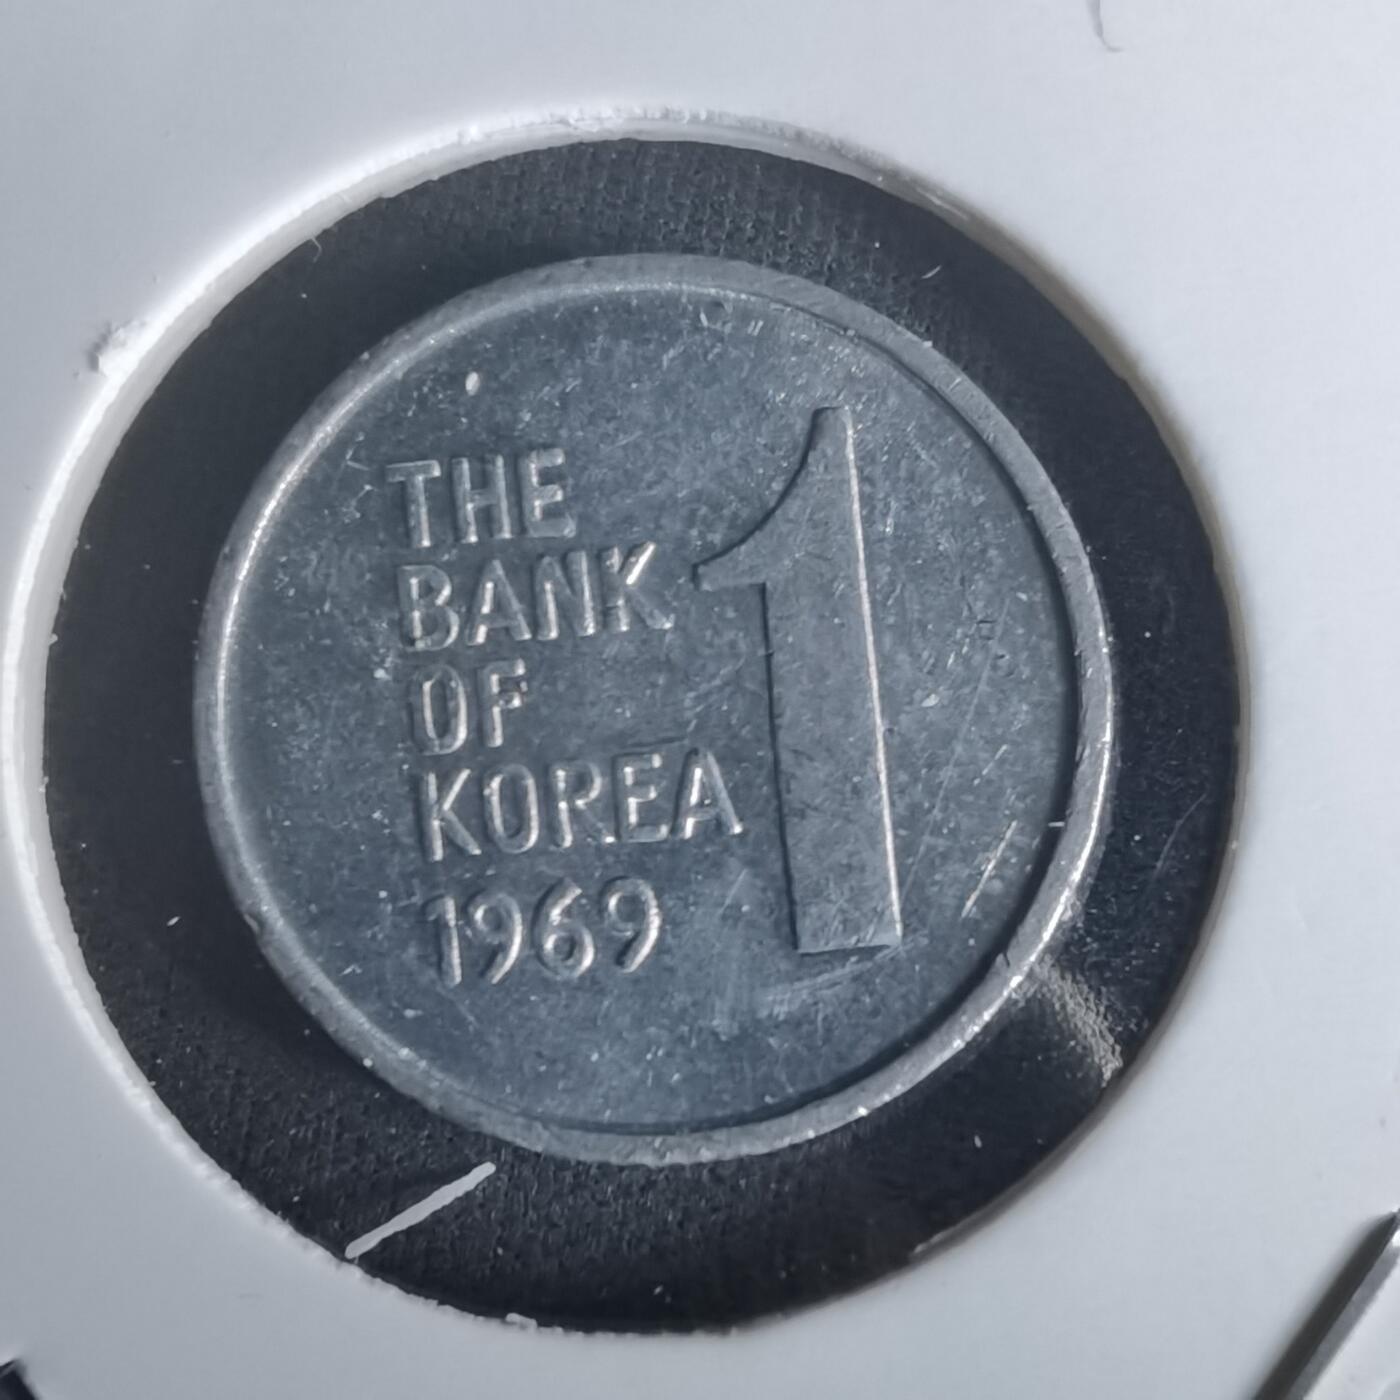 THE
BANK
OF
KOREA
1969
1